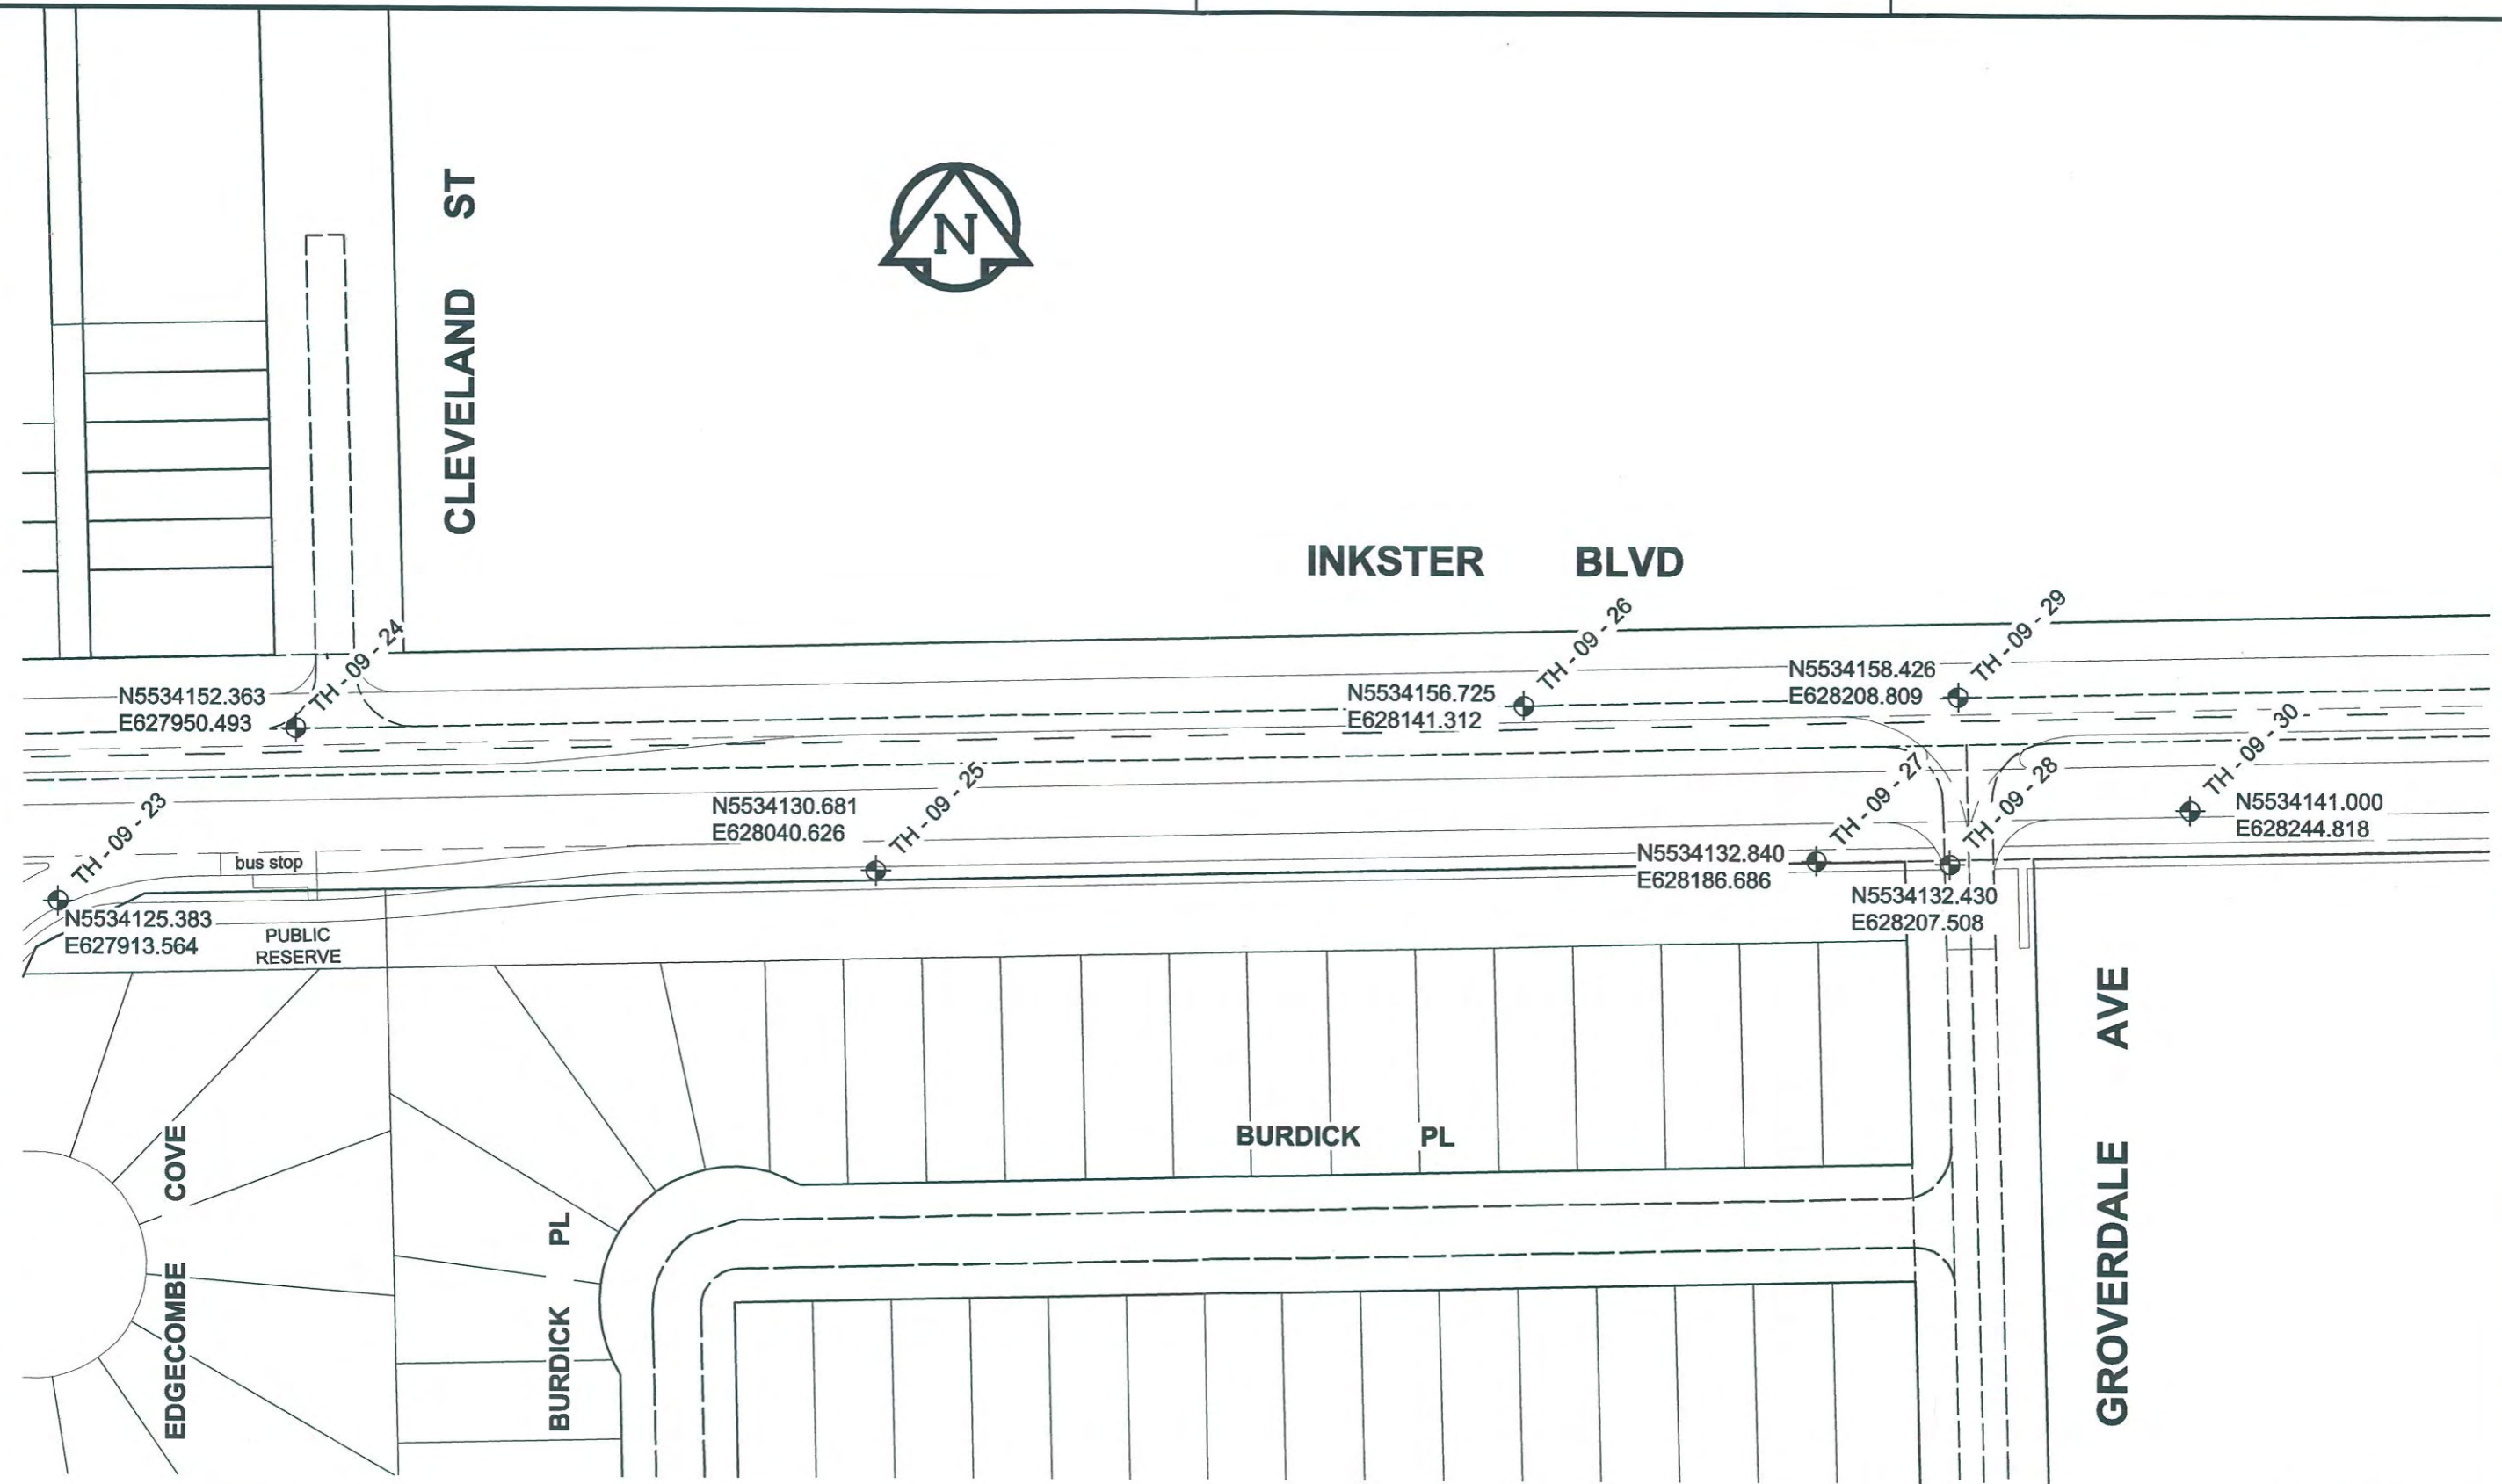 CLEVELAND ST
N
INKSTER BLVD
TH - 09 - 24
N5534152.363
E627950.493
TH - 09 - 26
N5534156.725
E628141.312
TH - 09 - 29
N5534158.426
E628208.809
TH - 09 - 23
N5534125.383
E627913.564
bus stop
PUBLIC
RESERVE
TH - 09 - 25
N5534130.681
E628040.626
TH - 09 - 27
N5534132.840
E628186.686
TH - 09 - 28
N5534132.430
E628207.508
TH - 09 - 30
N5534141.000
E628244.818
EDGECOMBE COVE
BURDICK PL
BURDICK PL
GROVERDALE AVE